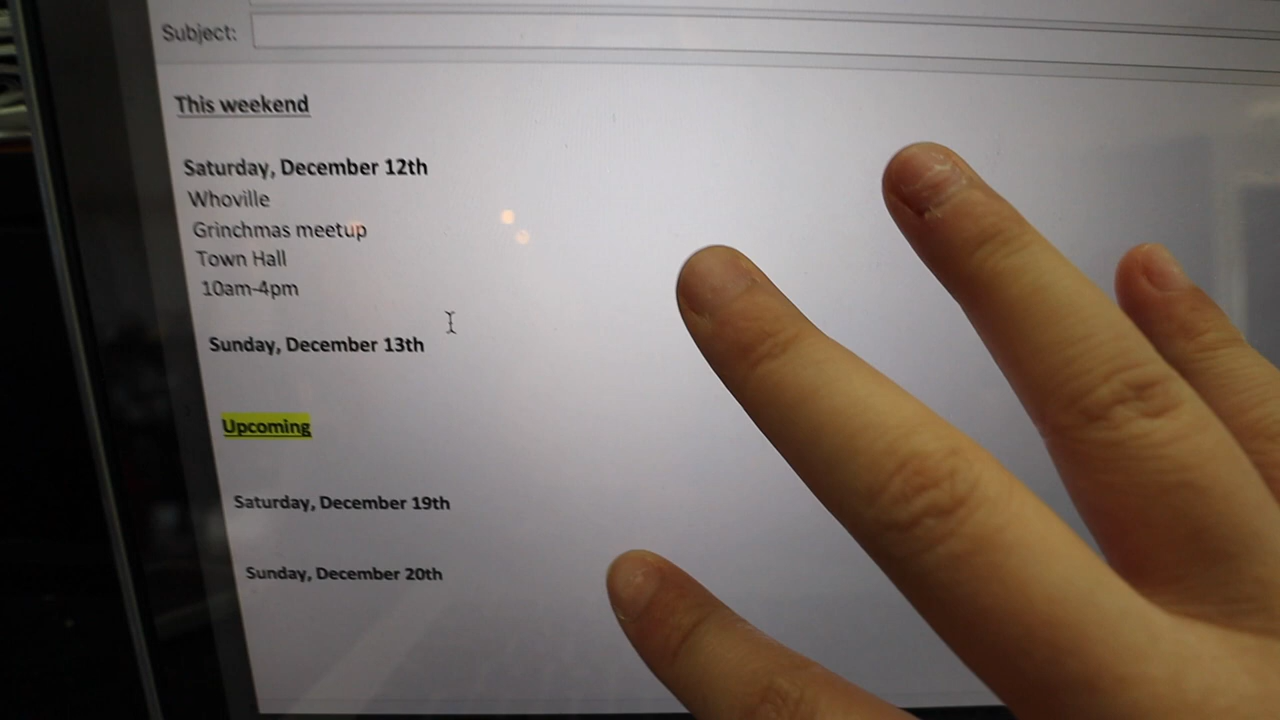 Subject:
This weekend
Saturday, December 12th
Whoville
Grinchmas meetup
Town Hall
10am-4pm
Sunday, December 13th
Upcoming
Saturday, December 19th
Sunday, December 20th